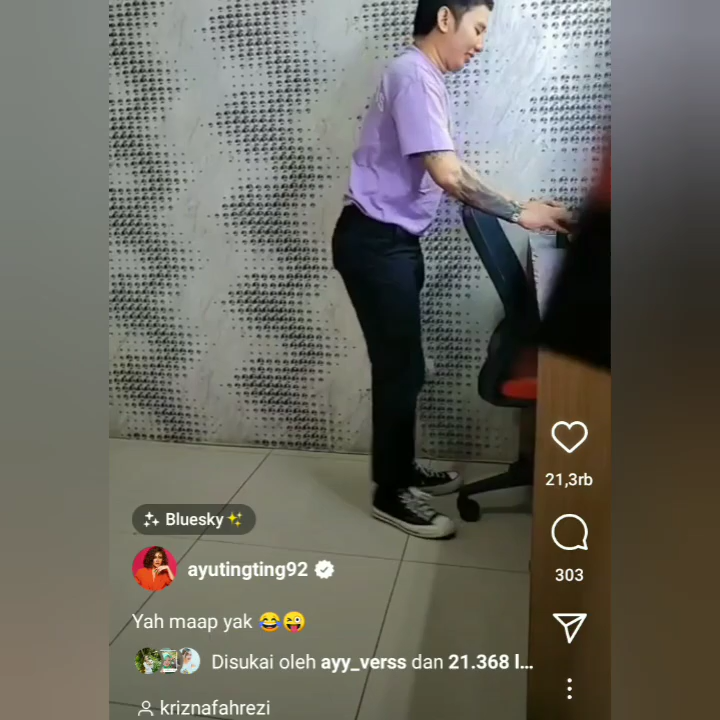 21,3rb
Bluesky✨
303
ayutingting92
Yah maap yak 😂😜
Disukai oleh ayy_verss dan 21.368 l...
kriznafahrezi